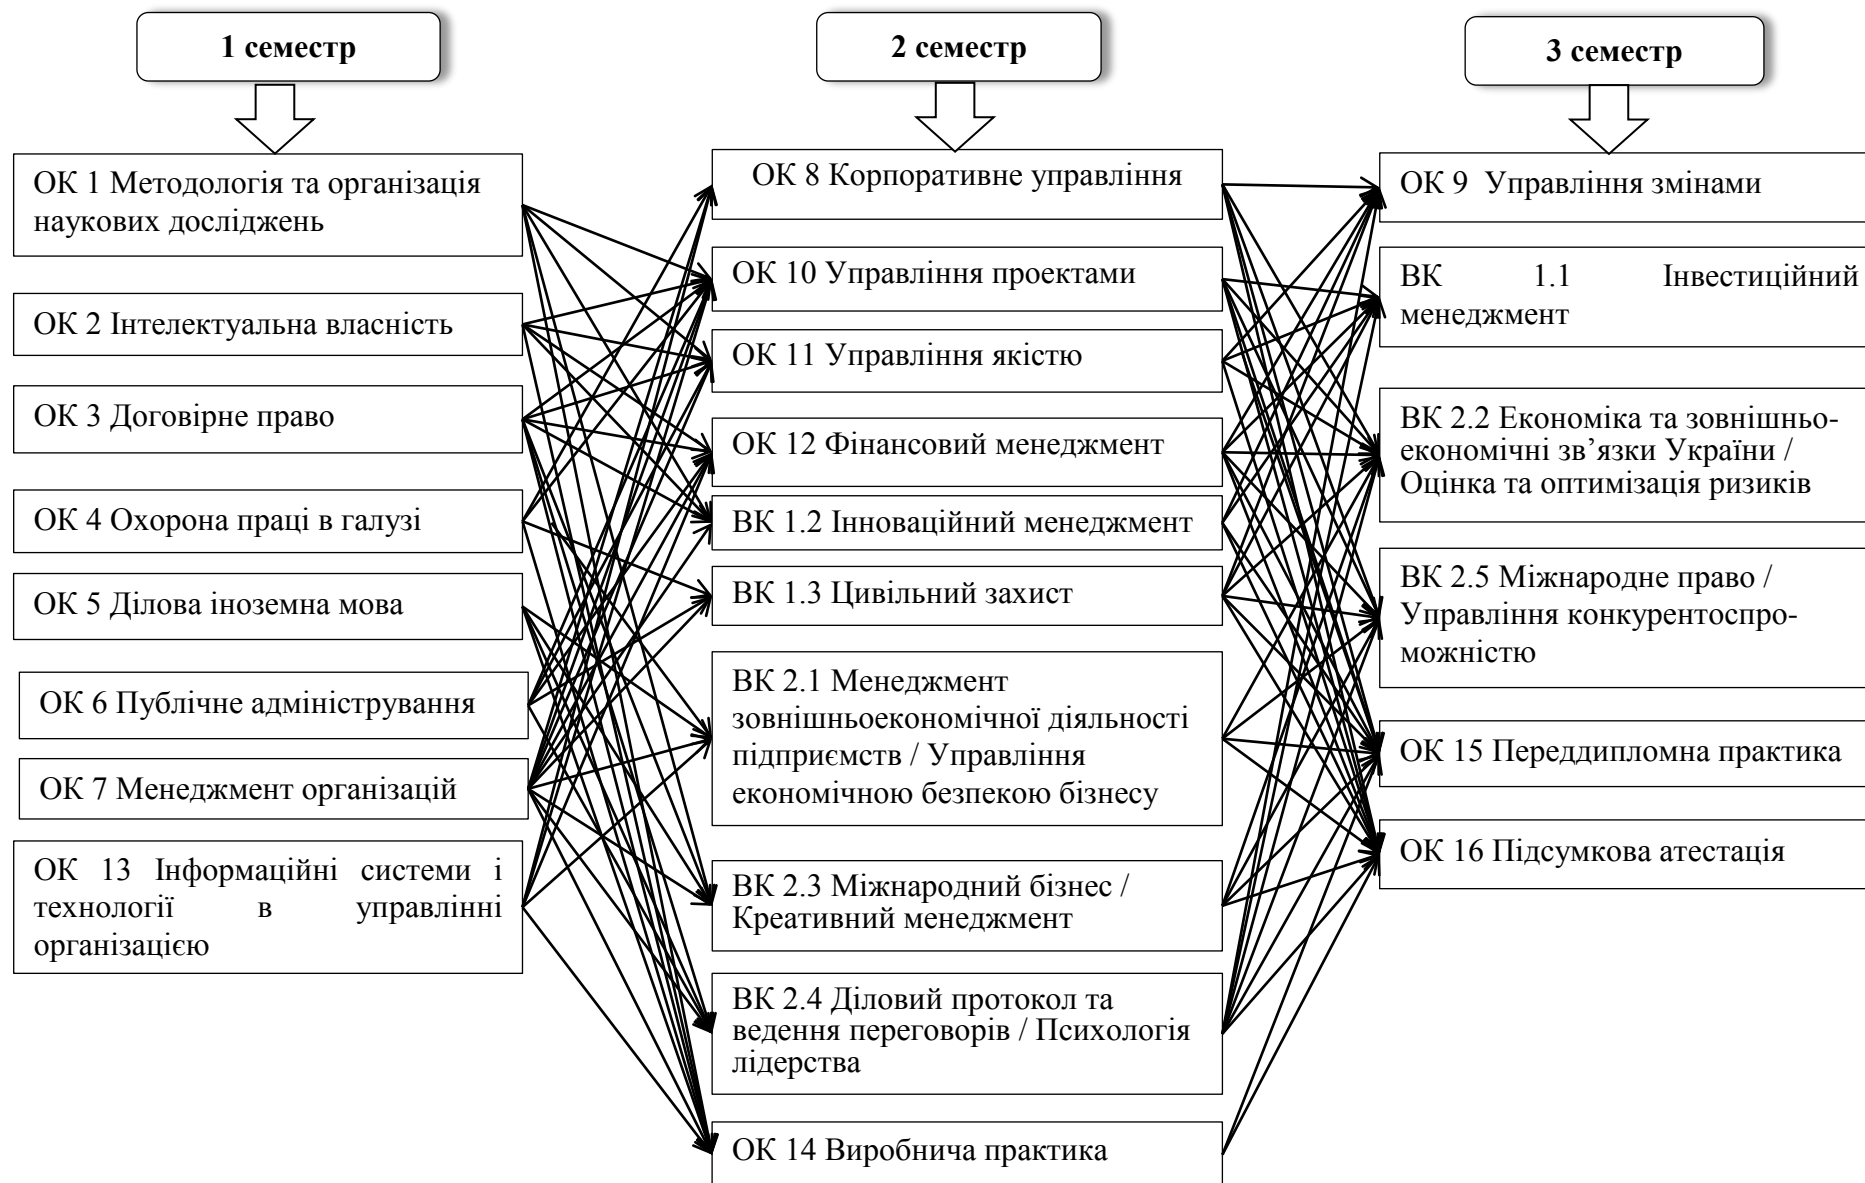 1 семестр
2 семестр
3 семестр
ОК 1 Методологія та організація
наукових досліджень
ОК 2 Інтелектуальна власність
ОК 3 Договірне право
ОК 4 Охорона праці в галузі
ОК 5 Ділова іноземна мова
ОК 6 Публічне адміністрування
ОК 7 Менеджмент організацій
ОК 13 Інформаційні системи і
технології в управлінні
організацією
ОК 8 Корпоративне управління
ОК 10 Управління проектами
ОК 11 Управління якістю
ОК 12 Фінансовий менеджмент
ВК 1.2 Інноваційний менеджмент
ВК 1.3 Цивільний захист
ВК 2.1 Менеджмент
зовнішньоекономічної діяльності
підприємств / Управління
економічною безпекою бізнесу
ВК 2.3 Міжнародний бізнес /
Креативний менеджмент
ВК 2.4 Діловий протокол та
ведення переговорів / Психологія
лідерства
ОК 14 Виробнича практика
ОК 9 Управління змінами
ВК 1.1 Інвестиційний
менеджмент
ВК 2.2 Економіка та зовнішньо-
економічні зв’язки України /
Оцінка та оптимізація ризиків
ВК 2.5 Міжнародне право /
Управління конкурентоспро-
можністю
ОК 15 Переддипломна практика
ОК 16 Підсумкова атестація